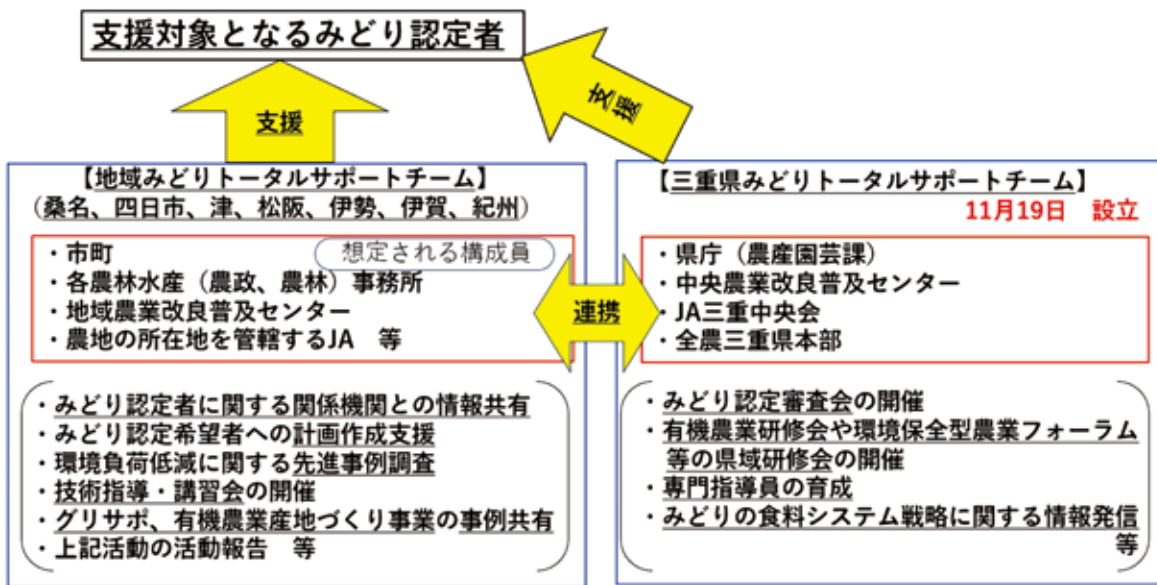 支援対象となるみどり認定者
支援
支援
【地域みどりトータルサポートチーム】
（桑名、四日市、津、松阪、伊勢、伊賀、紀州）
想定される構成員
・市町
・各農林水産（農政、農林）事務所
・地域農業改良普及センター
・農地の所在地を管轄するJA　等
・みどり認定者に関する関係機関との情報共有
・みどり認定希望者への計画作成支援
・環境負荷低減に関する先進事例調査
・技術指導・講習会の開催
・グリサポ、有機農業産地づくり事業の事例共有
・上記活動の活動報告　等
連携
【三重県みどりトータルサポートチーム】
11月19日　設立
・県庁（農産園芸課）
・中央農業改良普及センター
・JA三重中央会
・全農三重県本部
・みどり認定審査会の開催
・有機農業研修会や環境保全型農業フォーラム
等の県域研修会の開催
・専門指導員の育成
・みどりの食料システム戦略に関する情報発信
等